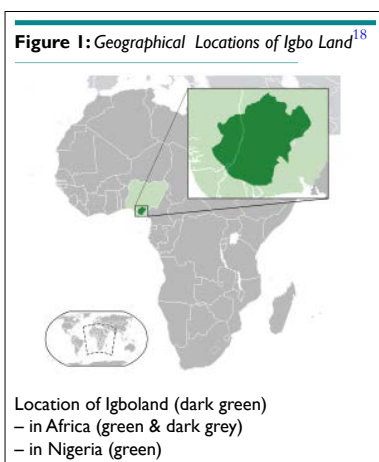 Figure 1: Geographical Locations of Igbo Land18
Location of Igboland (dark green)
– in Africa (green & dark grey)
– in Nigeria (green)